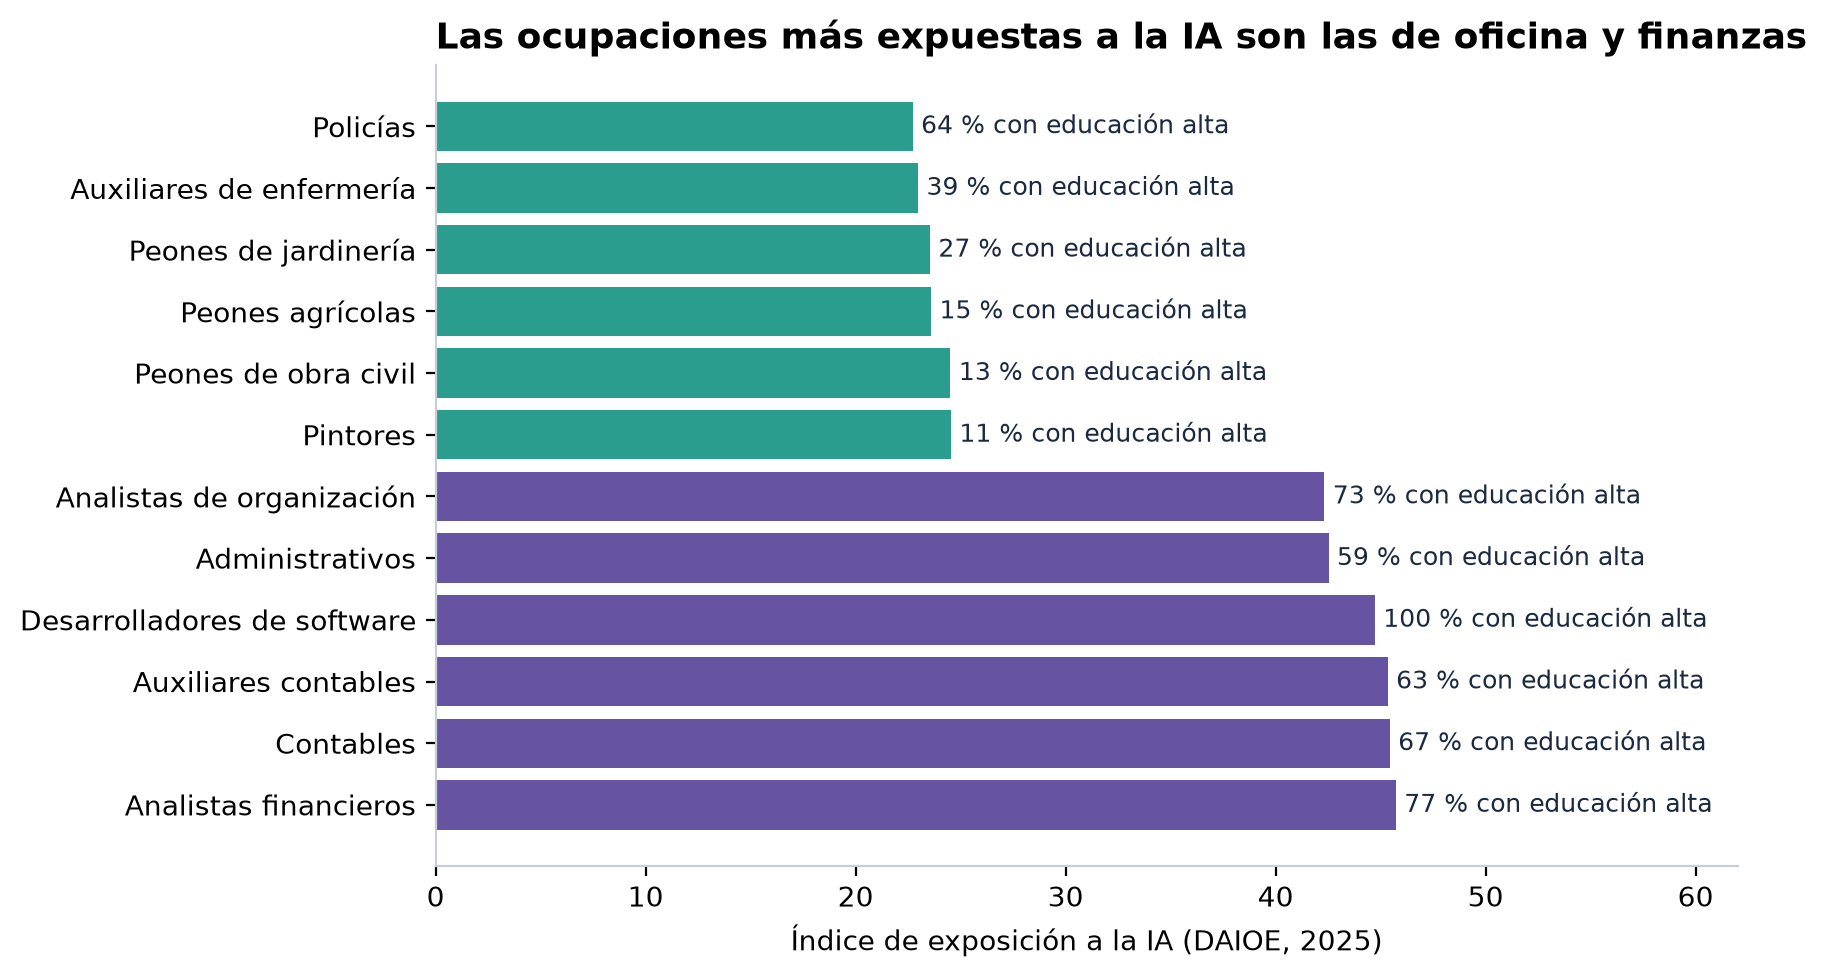 Las ocupaciones más expuestas a la IA son las de oficina y finanzas
Policías
64 % con educación alta
Auxiliares de enfermería
39 % con educación alta
Peones de jardinería
27 % con educación alta
Peones agrícolas
15 % con educación alta
Peones de obra civil
13 % con educación alta
Pintores
11 % con educación alta
Analistas de organización
73 % con educación alta
Administrativos
59 % con educación alta
Desarrolladores de software
100 % con educación alta
Auxiliares contables
63 % con educación alta
Contables
67 % con educación alta
Analistas financieros
77 % con educación alta
0 10 20 30 40 50 60
Índice de exposición a la IA (DAIOE, 2025)